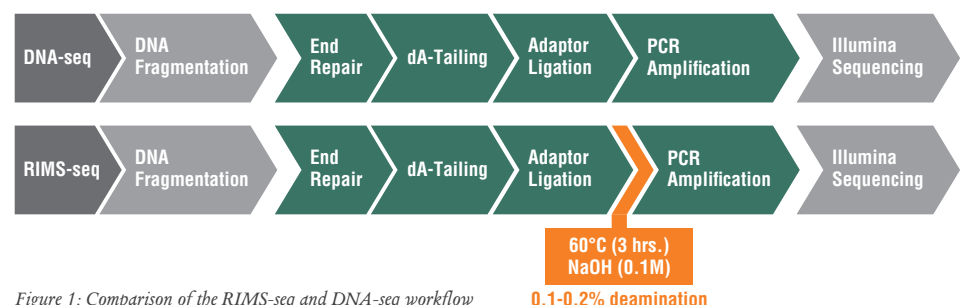 DNA-seq
DNA
Fragmentation
End
Repair
dA-Tailing
Adaptor
Ligation
PCR
Amplification
Illumina
Sequencing
RIMS-seq
DNA
Fragmentation
End
Repair
dA-Tailing
Adaptor
Ligation
PCR
Amplification
Illumina
Sequencing
60°C (3 hrs.)
NaOH (0.1M)
Figure 1: Comparison of the RIMS-seq and DNA-seq workflow
0.1-0.2% deamination